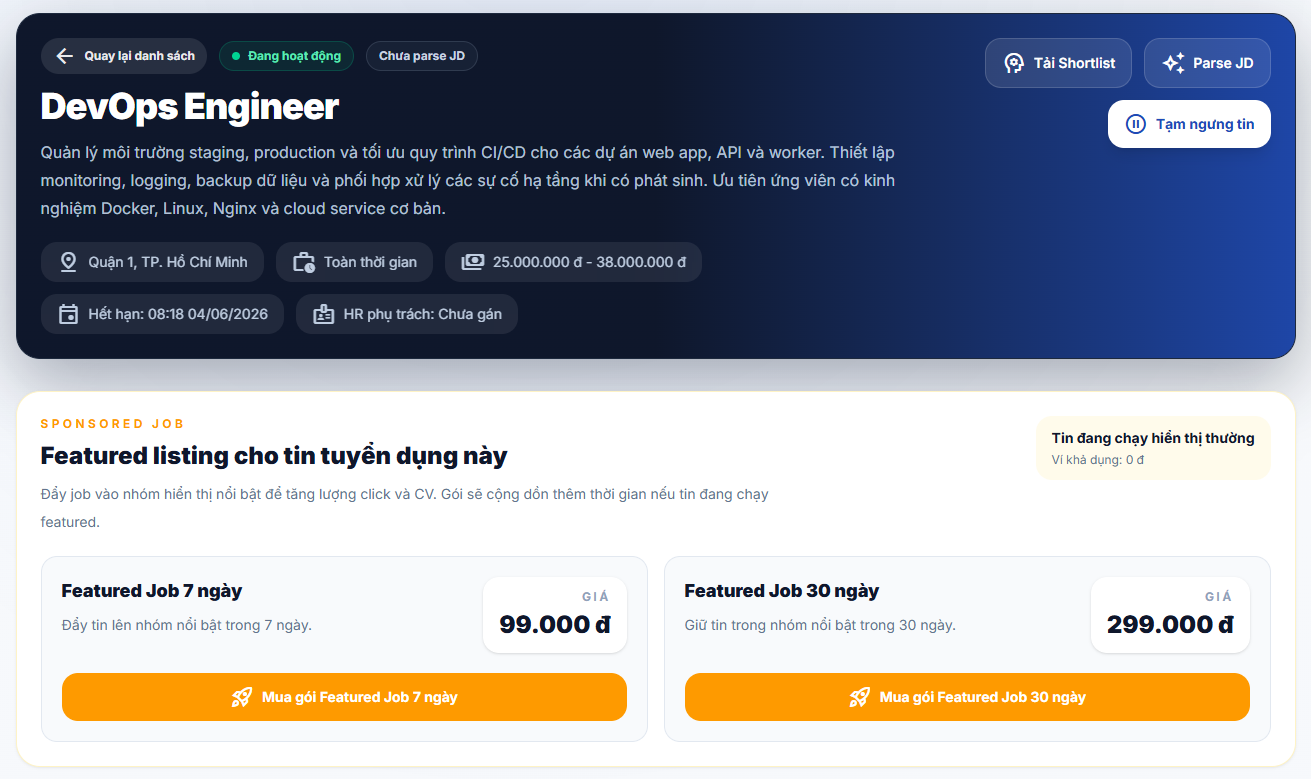 Quay lại danh sách
Đang hoạt động
Chưa parse JD
Tải Shortlist
Parse JD
Tạm ngưng tin
DevOps Engineer
Quản lý môi trường staging, production và tối ưu quy trình CI/CD cho các dự án web app, API và worker. Thiết lập
monitoring, logging, backup dữ liệu và phối hợp xử lý các sự cố hạ tầng khi có phát sinh. Ưu tiên ứng viên có kinh
nghiệm Docker, Linux, Nginx và cloud service cơ bản.
Quận 1, TP. Hồ Chí Minh
Toàn thời gian
25.000.000 đ - 38.000.000 đ
Hết hạn: 08:18 04/06/2026
HR phụ trách: Chưa gán
SPONSORED JOB
Featured listing cho tin tuyển dụng này
Đẩy job vào nhóm hiển thị nổi bật để tăng lượng click và CV. Gói sẽ cộng dồn thêm thời gian nếu tin đang chạy
featured.
Tin đang chạy hiển thị thường
Ví khả dụng: 0 đ
Featured Job 7 ngày
Đẩy tin lên nhóm nổi bật trong 7 ngày.
GIÁ
99.000 đ
Mua gói Featured Job 7 ngày
Featured Job 30 ngày
Giữ tin trong nhóm nổi bật trong 30 ngày.
GIÁ
299.000 đ
Mua gói Featured Job 30 ngày